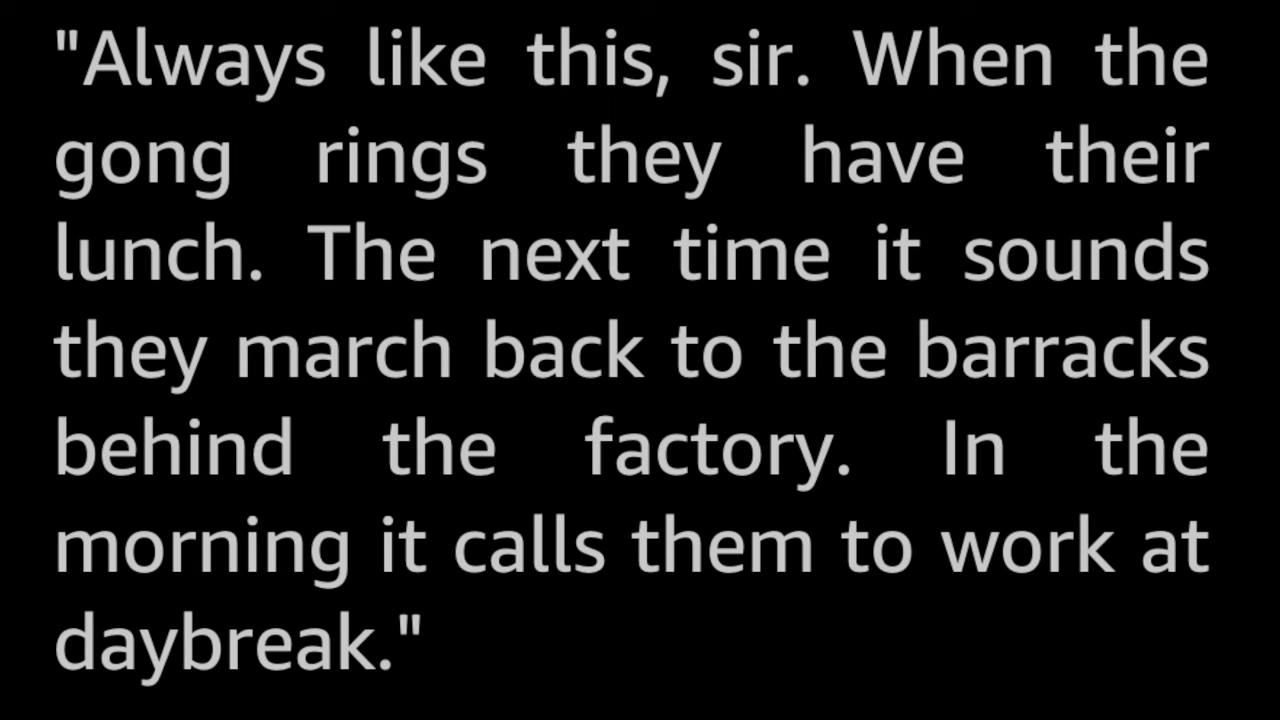 "Always like this, sir. When the
gong rings they have their
lunch. The next time it sounds
they march back to the barracks
behind the factory. In the
morning it calls them to work at
daybreak."